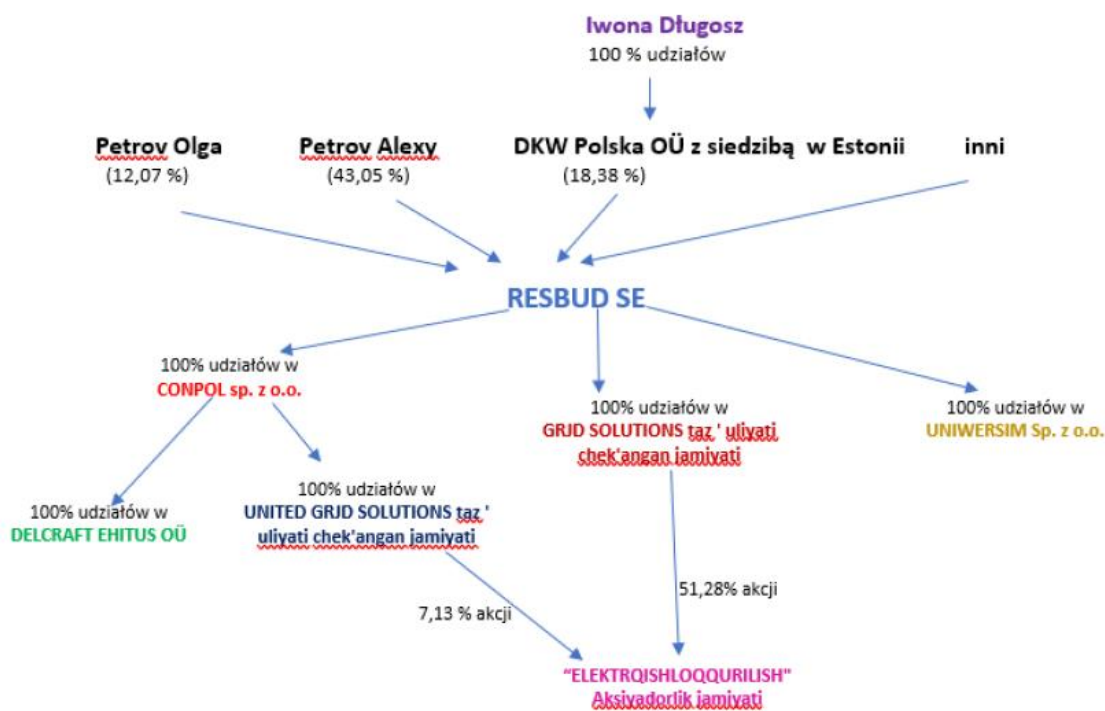 Iwona Długosz
100 % udziałów
Petrov Olga
(12,07 %)
Petrov Alexy
(43,05 %)
DKW Polska OÜ z siedzibą w Estonii
(18,38 %)
inni
RESBUD SE
100% udziałów w
CONPOL sp. z o.o.
100% udziałów w
GRJD SOLUTIONS taz ' uliyati
chek'angan jamiyati
100% udziałów w
UNIWERSIM Sp. z o.o.
100% udziałów w
DELCRAFT EHITUS OÜ
100% udziałów w
UNITED GRJD SOLUTIONS taz '
uliyati chek'angan jamiyati
7,13 % akcji
51,28% akcji
“ELEKTRQISHLOQQURILISH"
Aksiyadorlik jamiyati